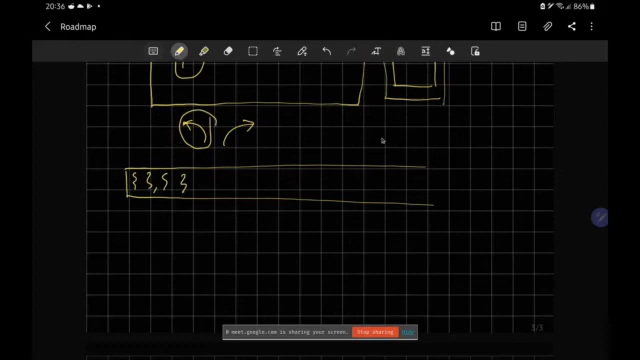 20:36
86%
Roadmap
{ }, { }
3/3
meet.google.com is sharing your screen.
Stop sharing
Hide